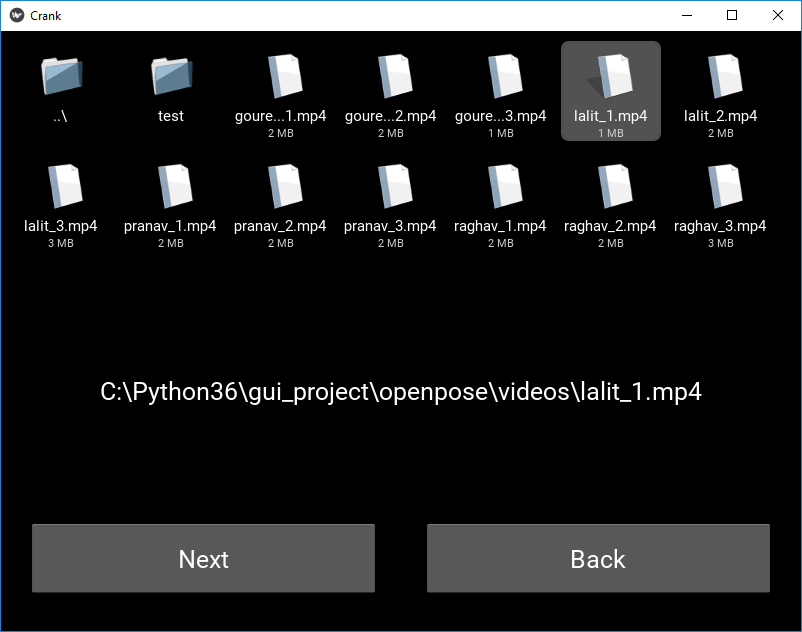 Crank
..\ test goure...1.mp4 goure...2.mp4 goure...3.mp4 lalit_1.mp4 lalit_2.mp4
2 MB 2 MB 1 MB 1 MB 2 MB
lalit_3.mp4 pranav_1.mp4 pranav_2.mp4 pranav_3.mp4 raghav_1.mp4 raghav_2.mp4 raghav_3.mp4
3 MB 2 MB 2 MB 2 MB 2 MB 2 MB 3 MB
C:\Python36\gui_project\openpose\videos\lalit_1.mp4
Next Back